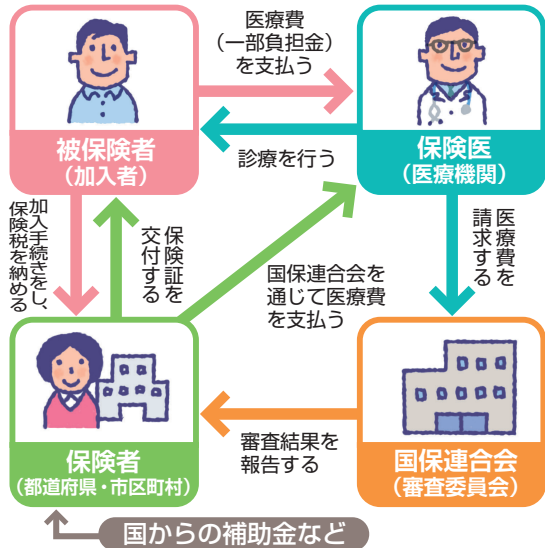 医療費
（一部負担金）
を支払う
被保険者
（加入者）
診療を行う
保険医
（医療機関）
加入手続きをし、
保険税を納める
保険証を
交付する
国保連合会を
通じて医療費
を支払う
医療費を
請求する
保険者
（都道府県・市区町村）
審査結果を
報告する
国保連合会
（審査委員会）
国からの補助金など